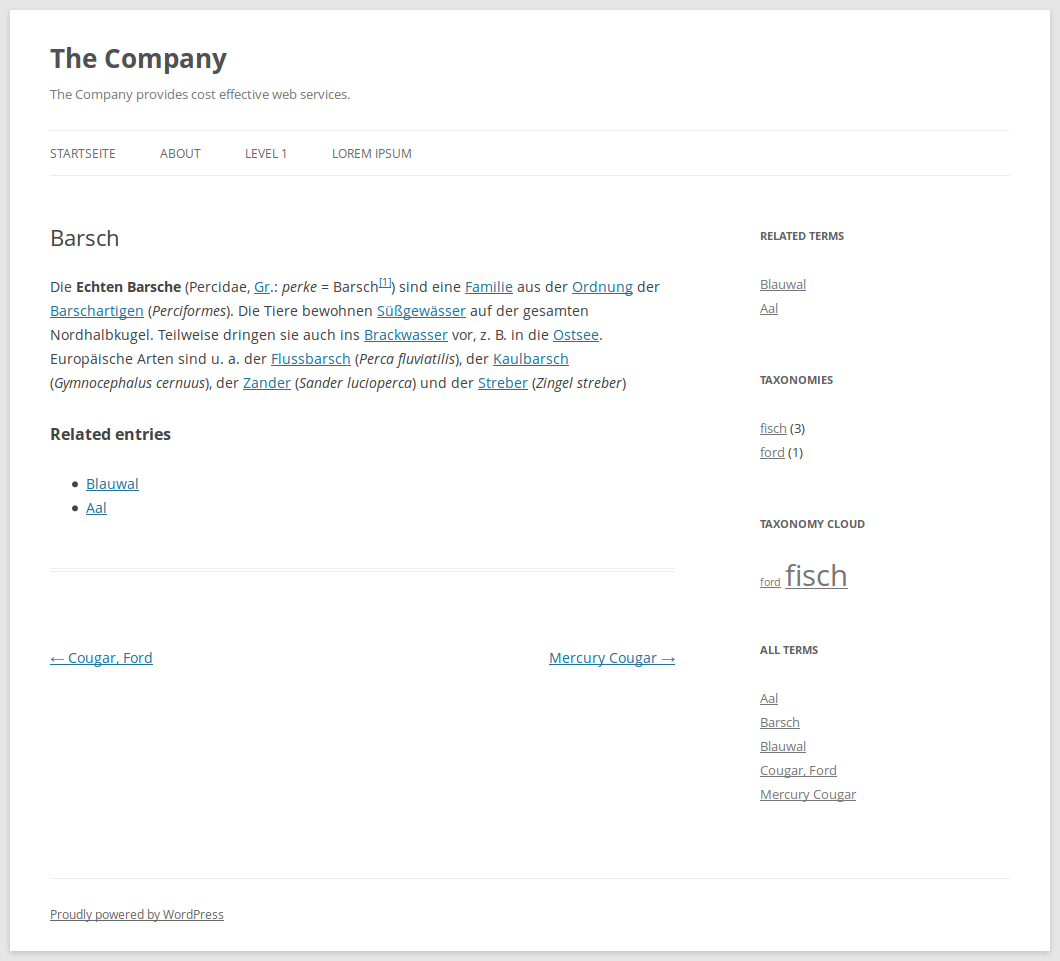 The Company
The Company provides cost effective web services.
STARTSEITE ABOUT LEVEL 1 LOREM IPSUM
Barsch
Die Echten Barsche (Percidae, Gr.: perke = Barsch[1]) sind eine Familie aus der Ordnung der
Barschartigen (Perciformes). Die Tiere bewohnen Süßgewässer auf der gesamten
Nordhalbkugel. Teilweise dringen sie auch ins Brackwasser vor, z. B. in die Ostsee.
Europäische Arten sind u. a. der Flussbarsch (Perca fluviatilis), der Kaulbarsch
(Gymnocephalus cernuus), der Zander (Sander lucioperca) und der Streber (Zingel streber)
Related entries
• Blauwal
• Aal
← Cougar, Ford
Mercury Cougar →
RELATED TERMS
Blauwal
Aal
TAXONOMIES
fisch (3)
ford (1)
TAXONOMY CLOUD
ford fisch
ALL TERMS
Aal
Barsch
Blauwal
Cougar, Ford
Mercury Cougar
Proudly powered by WordPress